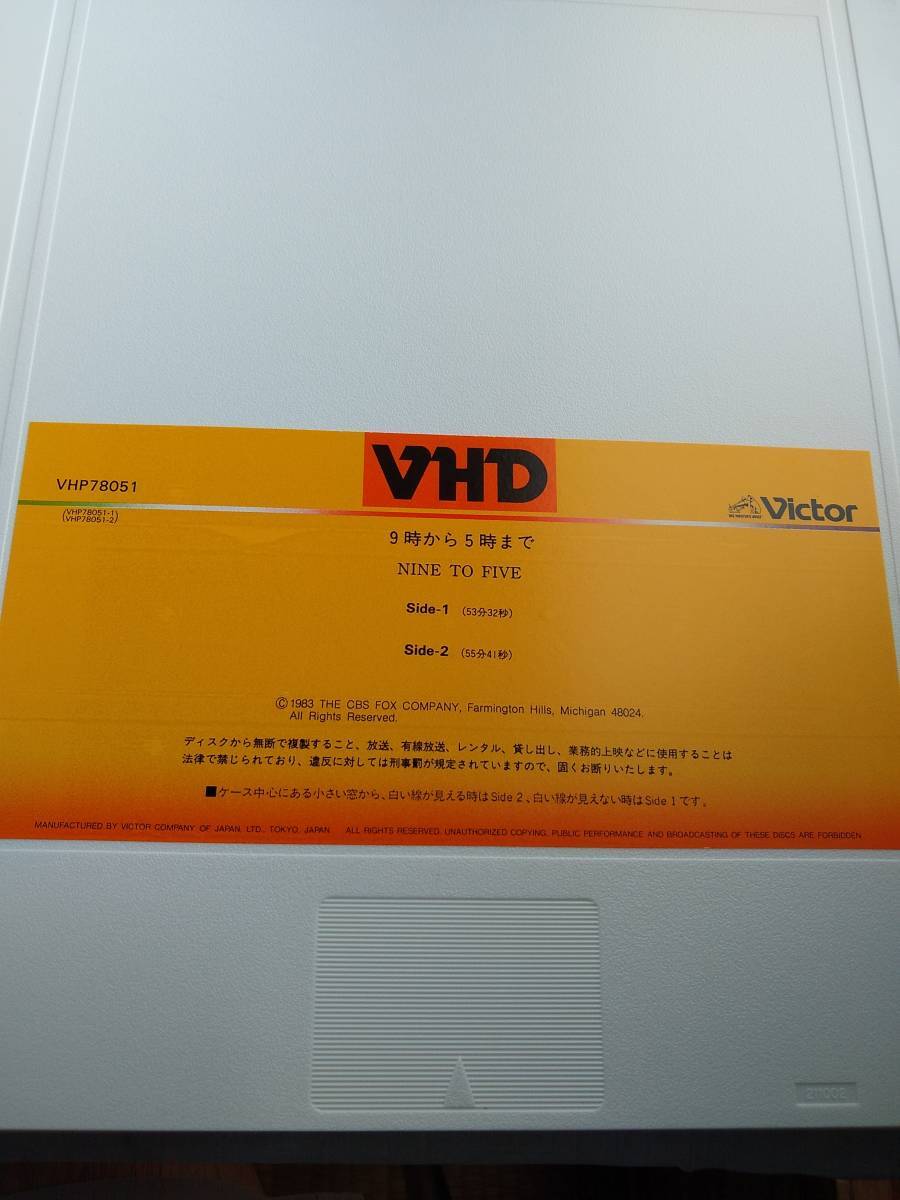 VHD
VHP78051
(VHP78051-1)
(VHP78051-2)
Victor
9時から5時まで
NINE TO FIVE
Side-1 (53分32秒)
Side-2 (55分41秒)
Ⓒ1983 THE CBS FOX COMPANY, Farmington Hills, Michigan 48024.
All Rights Reserved.
ディスクから無断で複製すること、放送、有線放送、レンタル、貸し出し、業務的上映などに使用することは
法律で禁じられており、違反に対しては刑事罰が規定されていますので、固くお断りいたします。
■ケース中心にある小さい窓から、白い線が見える時はSide 2、白い線が見えない時はSide 1です。
MANUFACTURED BY VICTOR COMPANY OF JAPAN, LTD., TOKYO, JAPAN ALL RIGHTS RESERVED. UNAUTHORIZED COPYING, PUBLIC PERFORMANCE AND BROADCASTING OF THESE DISCS ARE FORBIDDEN.